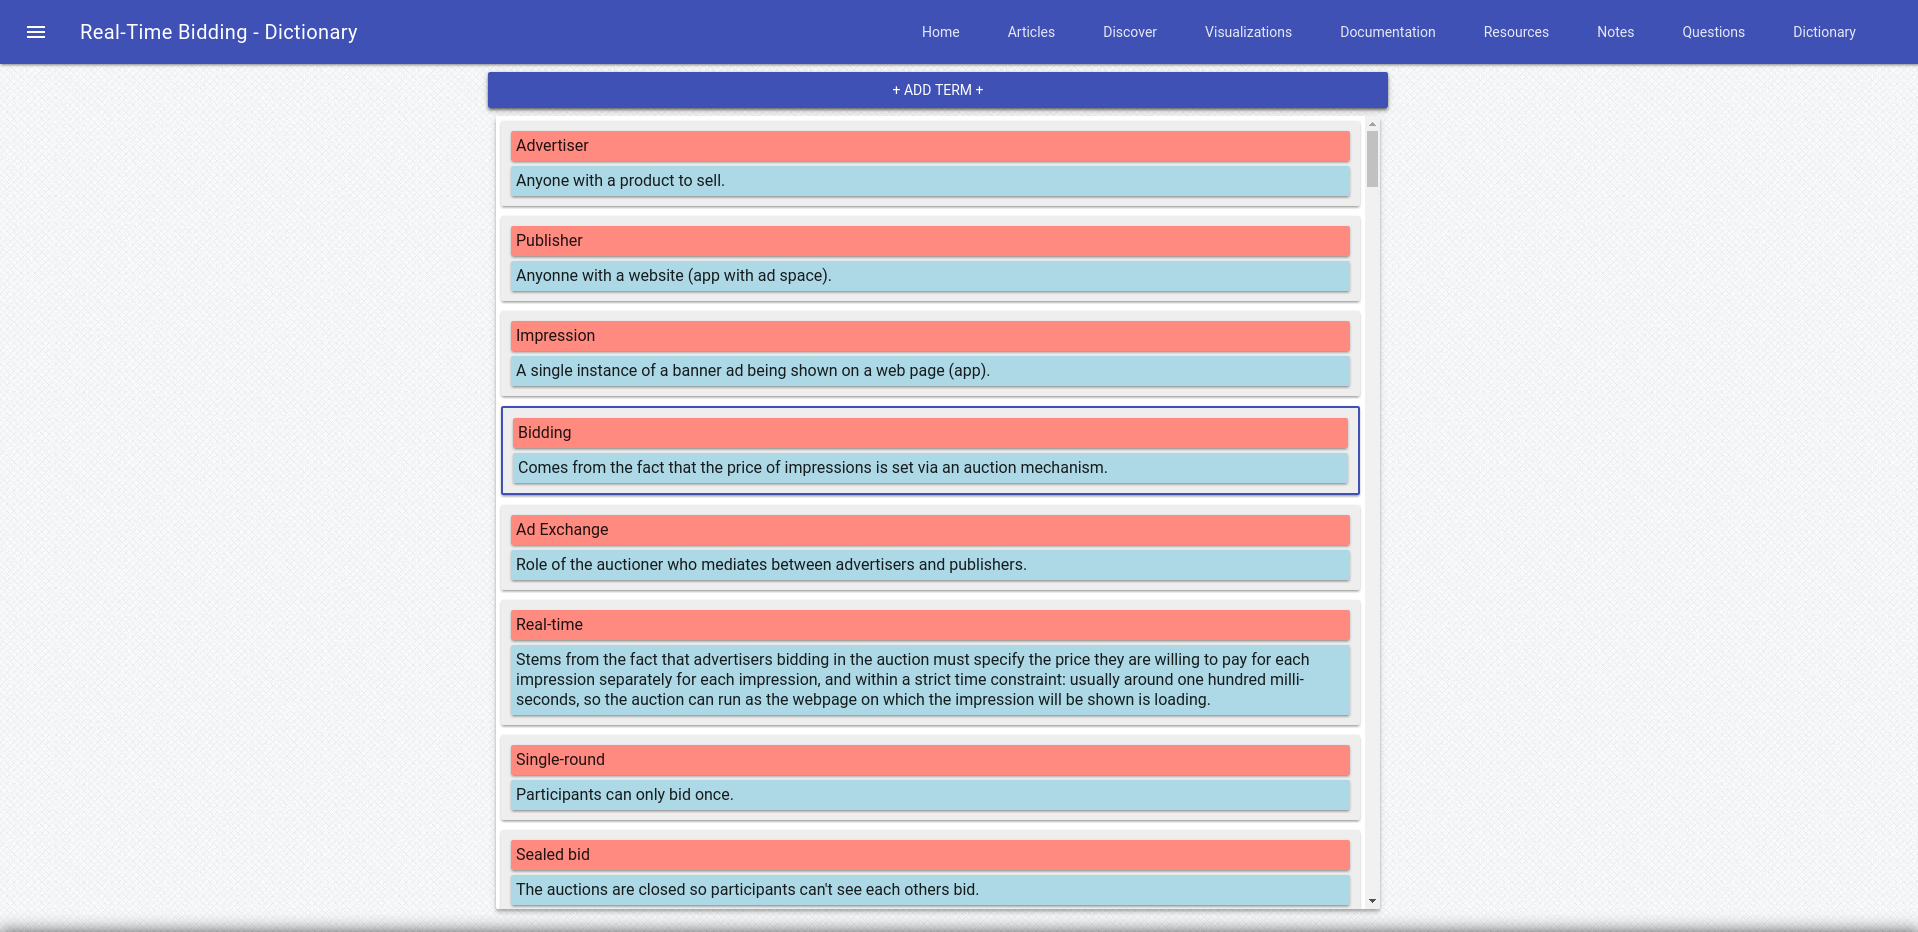 Real-Time Bidding - Dictionary
Home
Articles
Discover
Visualizations
Documentation
Resources
Notes
Questions
Dictionary
+ ADD TERM +
Advertiser
Anyone with a product to sell.
Publisher
Anyonne with a website (app with ad space).
Impression
A single instance of a banner ad being shown on a web page (app).
Bidding
Comes from the fact that the price of impressions is set via an auction mechanism.
Ad Exchange
Role of the auctioner who mediates between advertisers and publishers.
Real-time
Stems from the fact that advertisers bidding in the auction must specify the price they are willing to pay for each
impression separately for each impression, and within a strict time constraint: usually around one hundred milli-
seconds, so the auction can run as the webpage on which the impression will be shown is loading.
Single-round
Participants can only bid once.
Sealed bid
The auctions are closed so participants can't see each others bid.